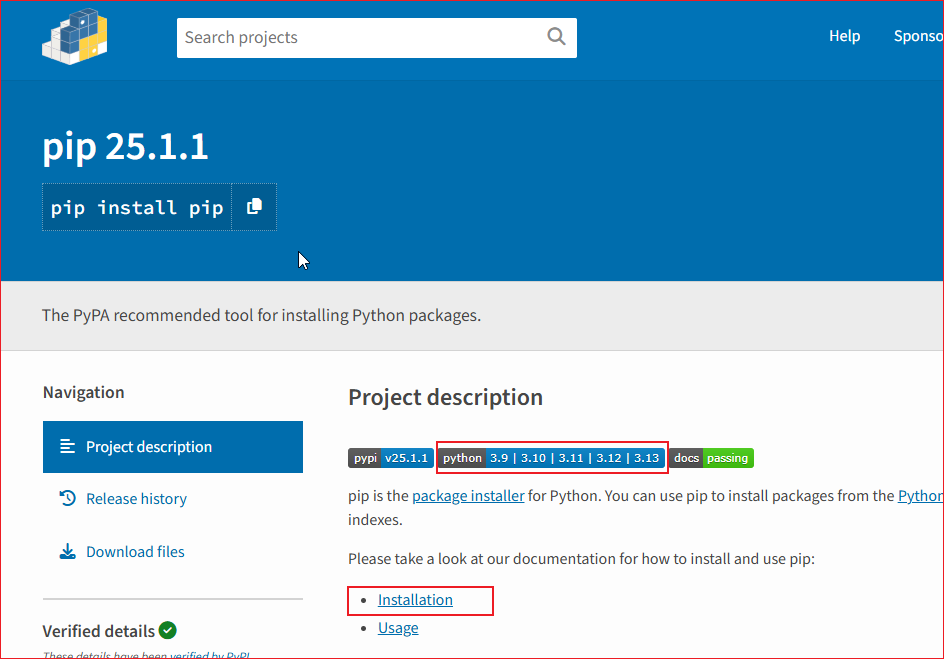 Search projects
Help
Sponso
pip 25.1.1
pip install pip
The PyPA recommended tool for installing Python packages.
Navigation
Project description
Release history
Download files
Verified details
These details have been verified by PyPI
Project description
pypi v25.1.1 python 3.9 | 3.10 | 3.11 | 3.12 | 3.13 docs passing
pip is the package installer for Python. You can use pip to install packages from the Python
indexes.
Please take a look at our documentation for how to install and use pip:
• Installation
• Usage